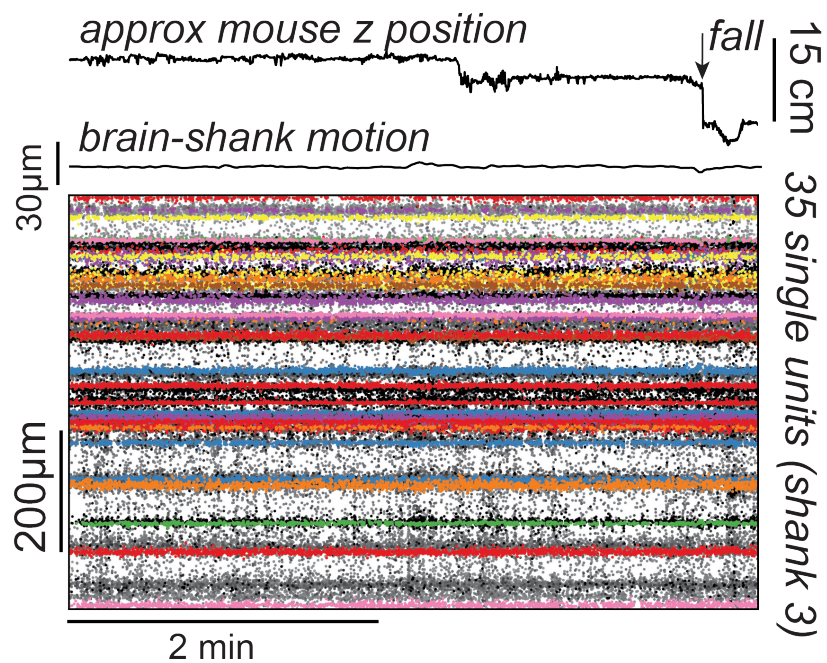 approx mouse z position
fall
15 cm
brain-shank motion
30µm
35 single units (shank 3)
200µm
2 min